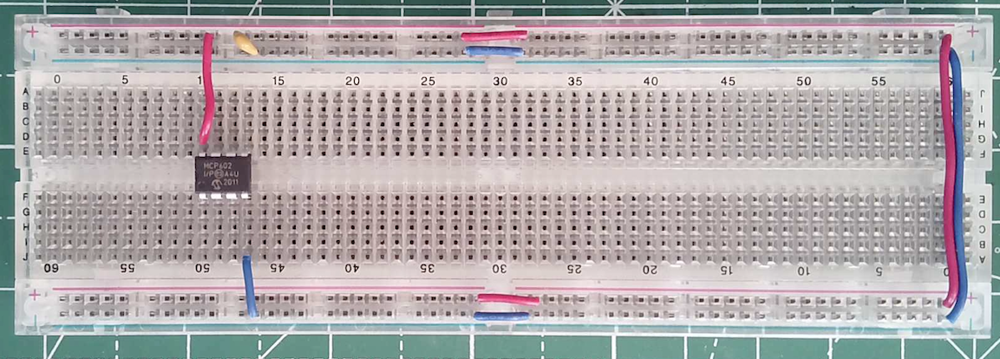 + +
0 5 10 15 20 25 30 35 40 45 50 55 6
A J
B I
C H
D G
E F
MCP602
I/P A4U
2011
F E
G D
H C
I B
J A
60 55 50 45 40 35 30 25 20 15 10 5 0
+ +